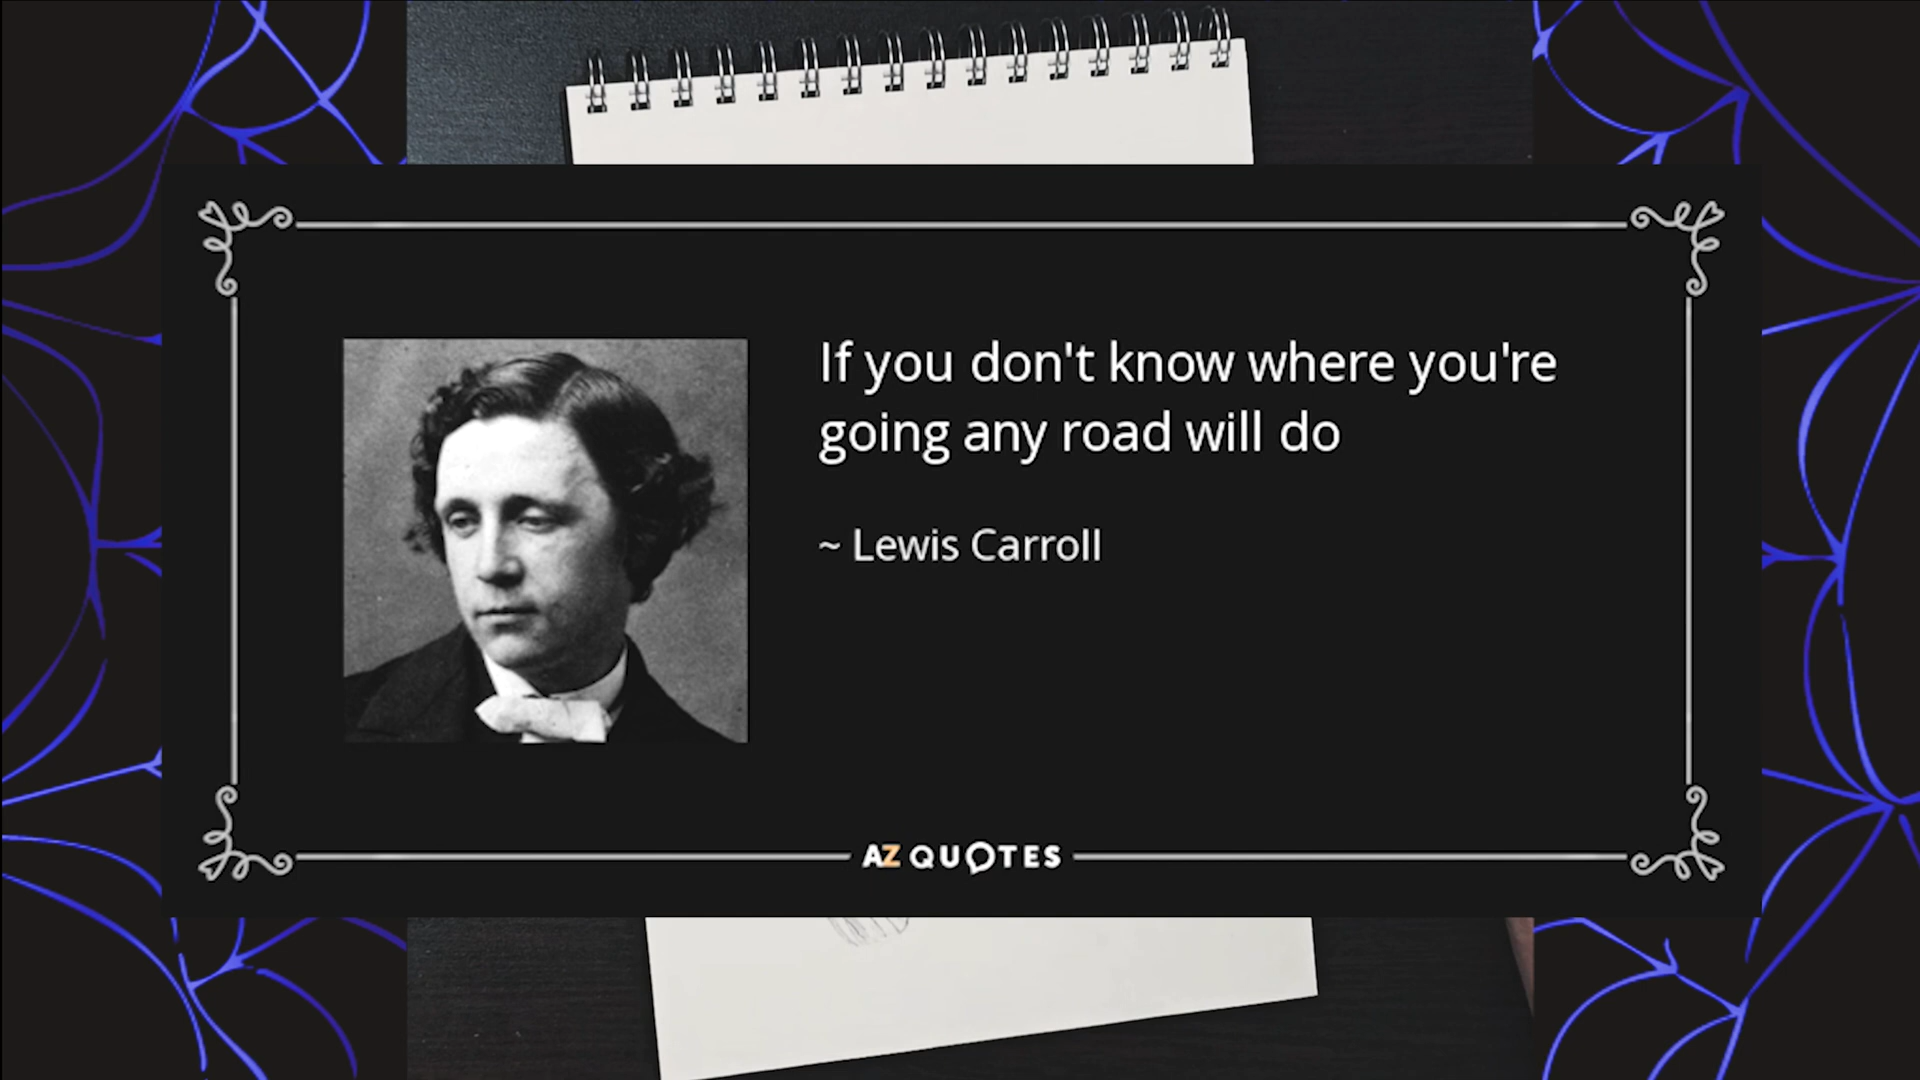 If you don't know where you're
going any road will do
~ Lewis Carroll
AZ QUOTES